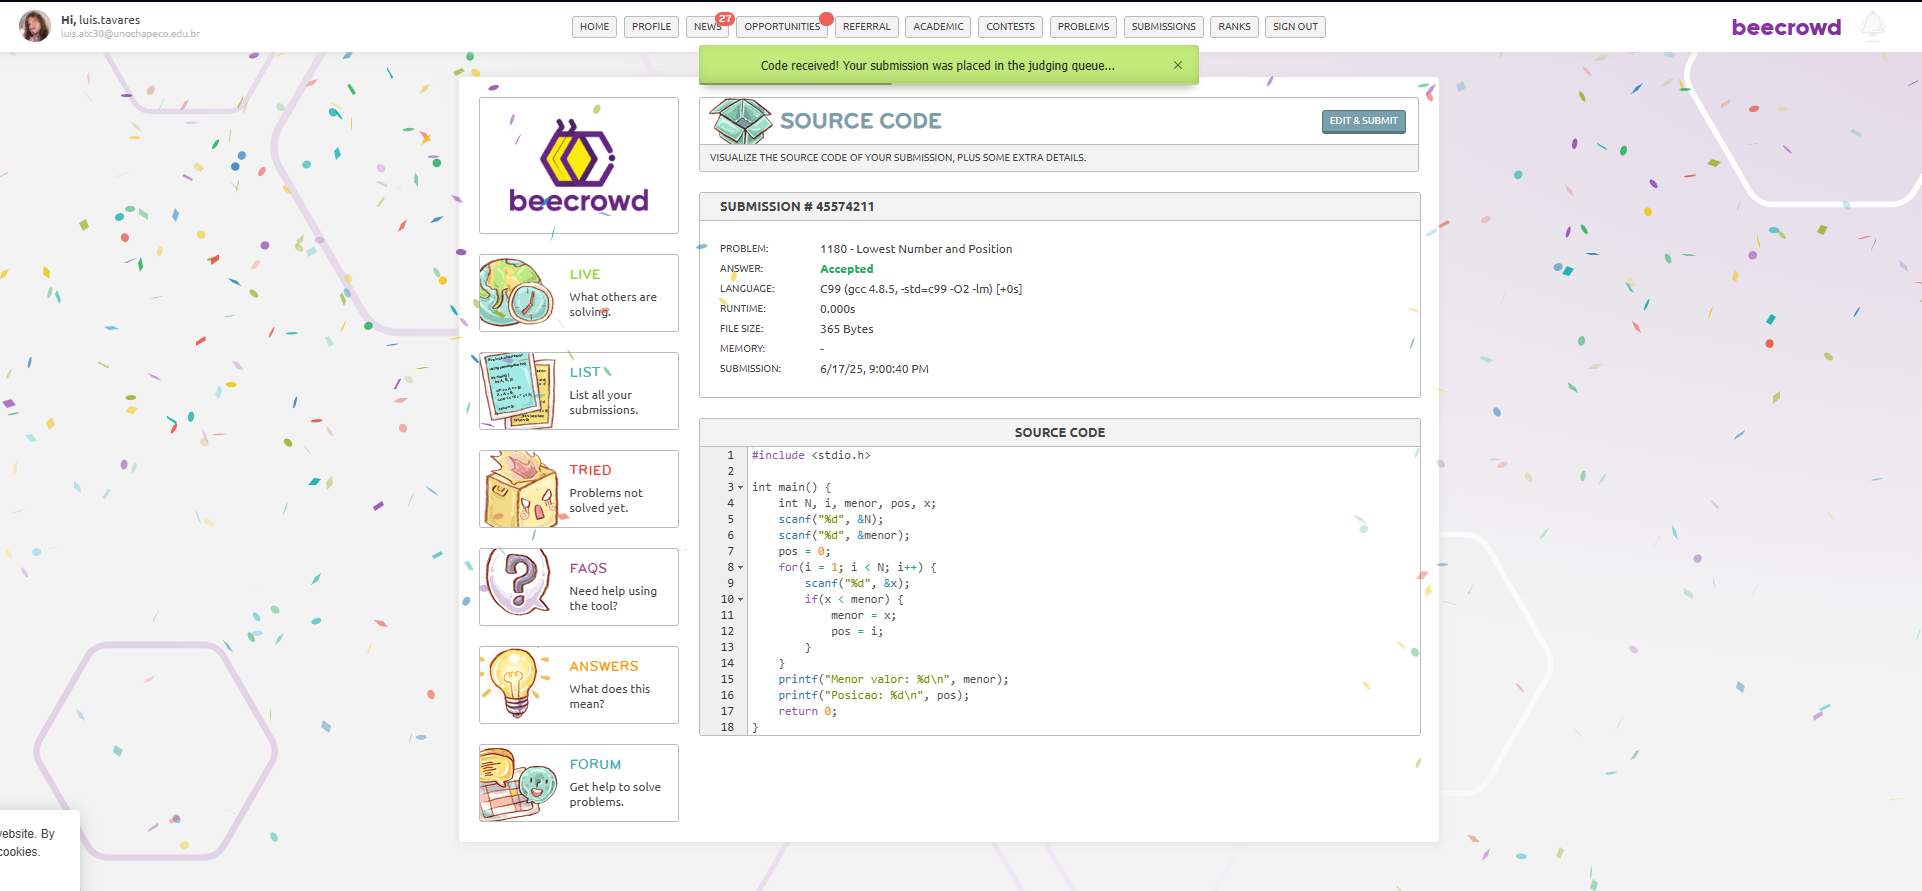 Hi, luis.tavares
luis.atc30@unochapeco.edu.br
HOME
PROFILE
NEWS
27
OPPORTUNITIES
REFERRAL
ACADEMIC
CONTESTS
PROBLEMS
SUBMISSIONS
RANKS
SIGN OUT
beecrowd
Code received! Your submission was placed in the judging queue...
×
beecrowd
SOURCE CODE
EDIT & SUBMIT
VISUALIZE THE SOURCE CODE OF YOUR SUBMISSION, PLUS SOME EXTRA DETAILS.
LIVE
What others are
solving.
LIST
List all your
submissions.
TRIED
Problems not
solved yet.
FAQS
Need help using
the tool?
ANSWERS
What does this
mean?
FORUM
Get help to solve
problems.
SUBMISSION # 45574211
PROBLEM: 1180 - Lowest Number and Position
ANSWER: Accepted
LANGUAGE: C99 (gcc 4.8.5, -std=c99 -O2 -lm) [+0s]
RUNTIME: 0.000s
FILE SIZE: 365 Bytes
MEMORY: -
SUBMISSION: 6/17/25, 9:00:40 PM
SOURCE CODE
1 #include <stdio.h>
2
3 int main() {
4     int N, i, menor, pos, x;
5     scanf("%d", &N);
6     scanf("%d", &menor);
7     pos = 0;
8     for(i = 1; i < N; i++) {
9         scanf("%d", &x);
10         if(x < menor) {
11             menor = x;
12             pos = i;
13         }
14     }
15     printf("Menor valor: %d\n", menor);
16     printf("Posicao: %d\n", pos);
17     return 0;
18 }
website. By
cookies.